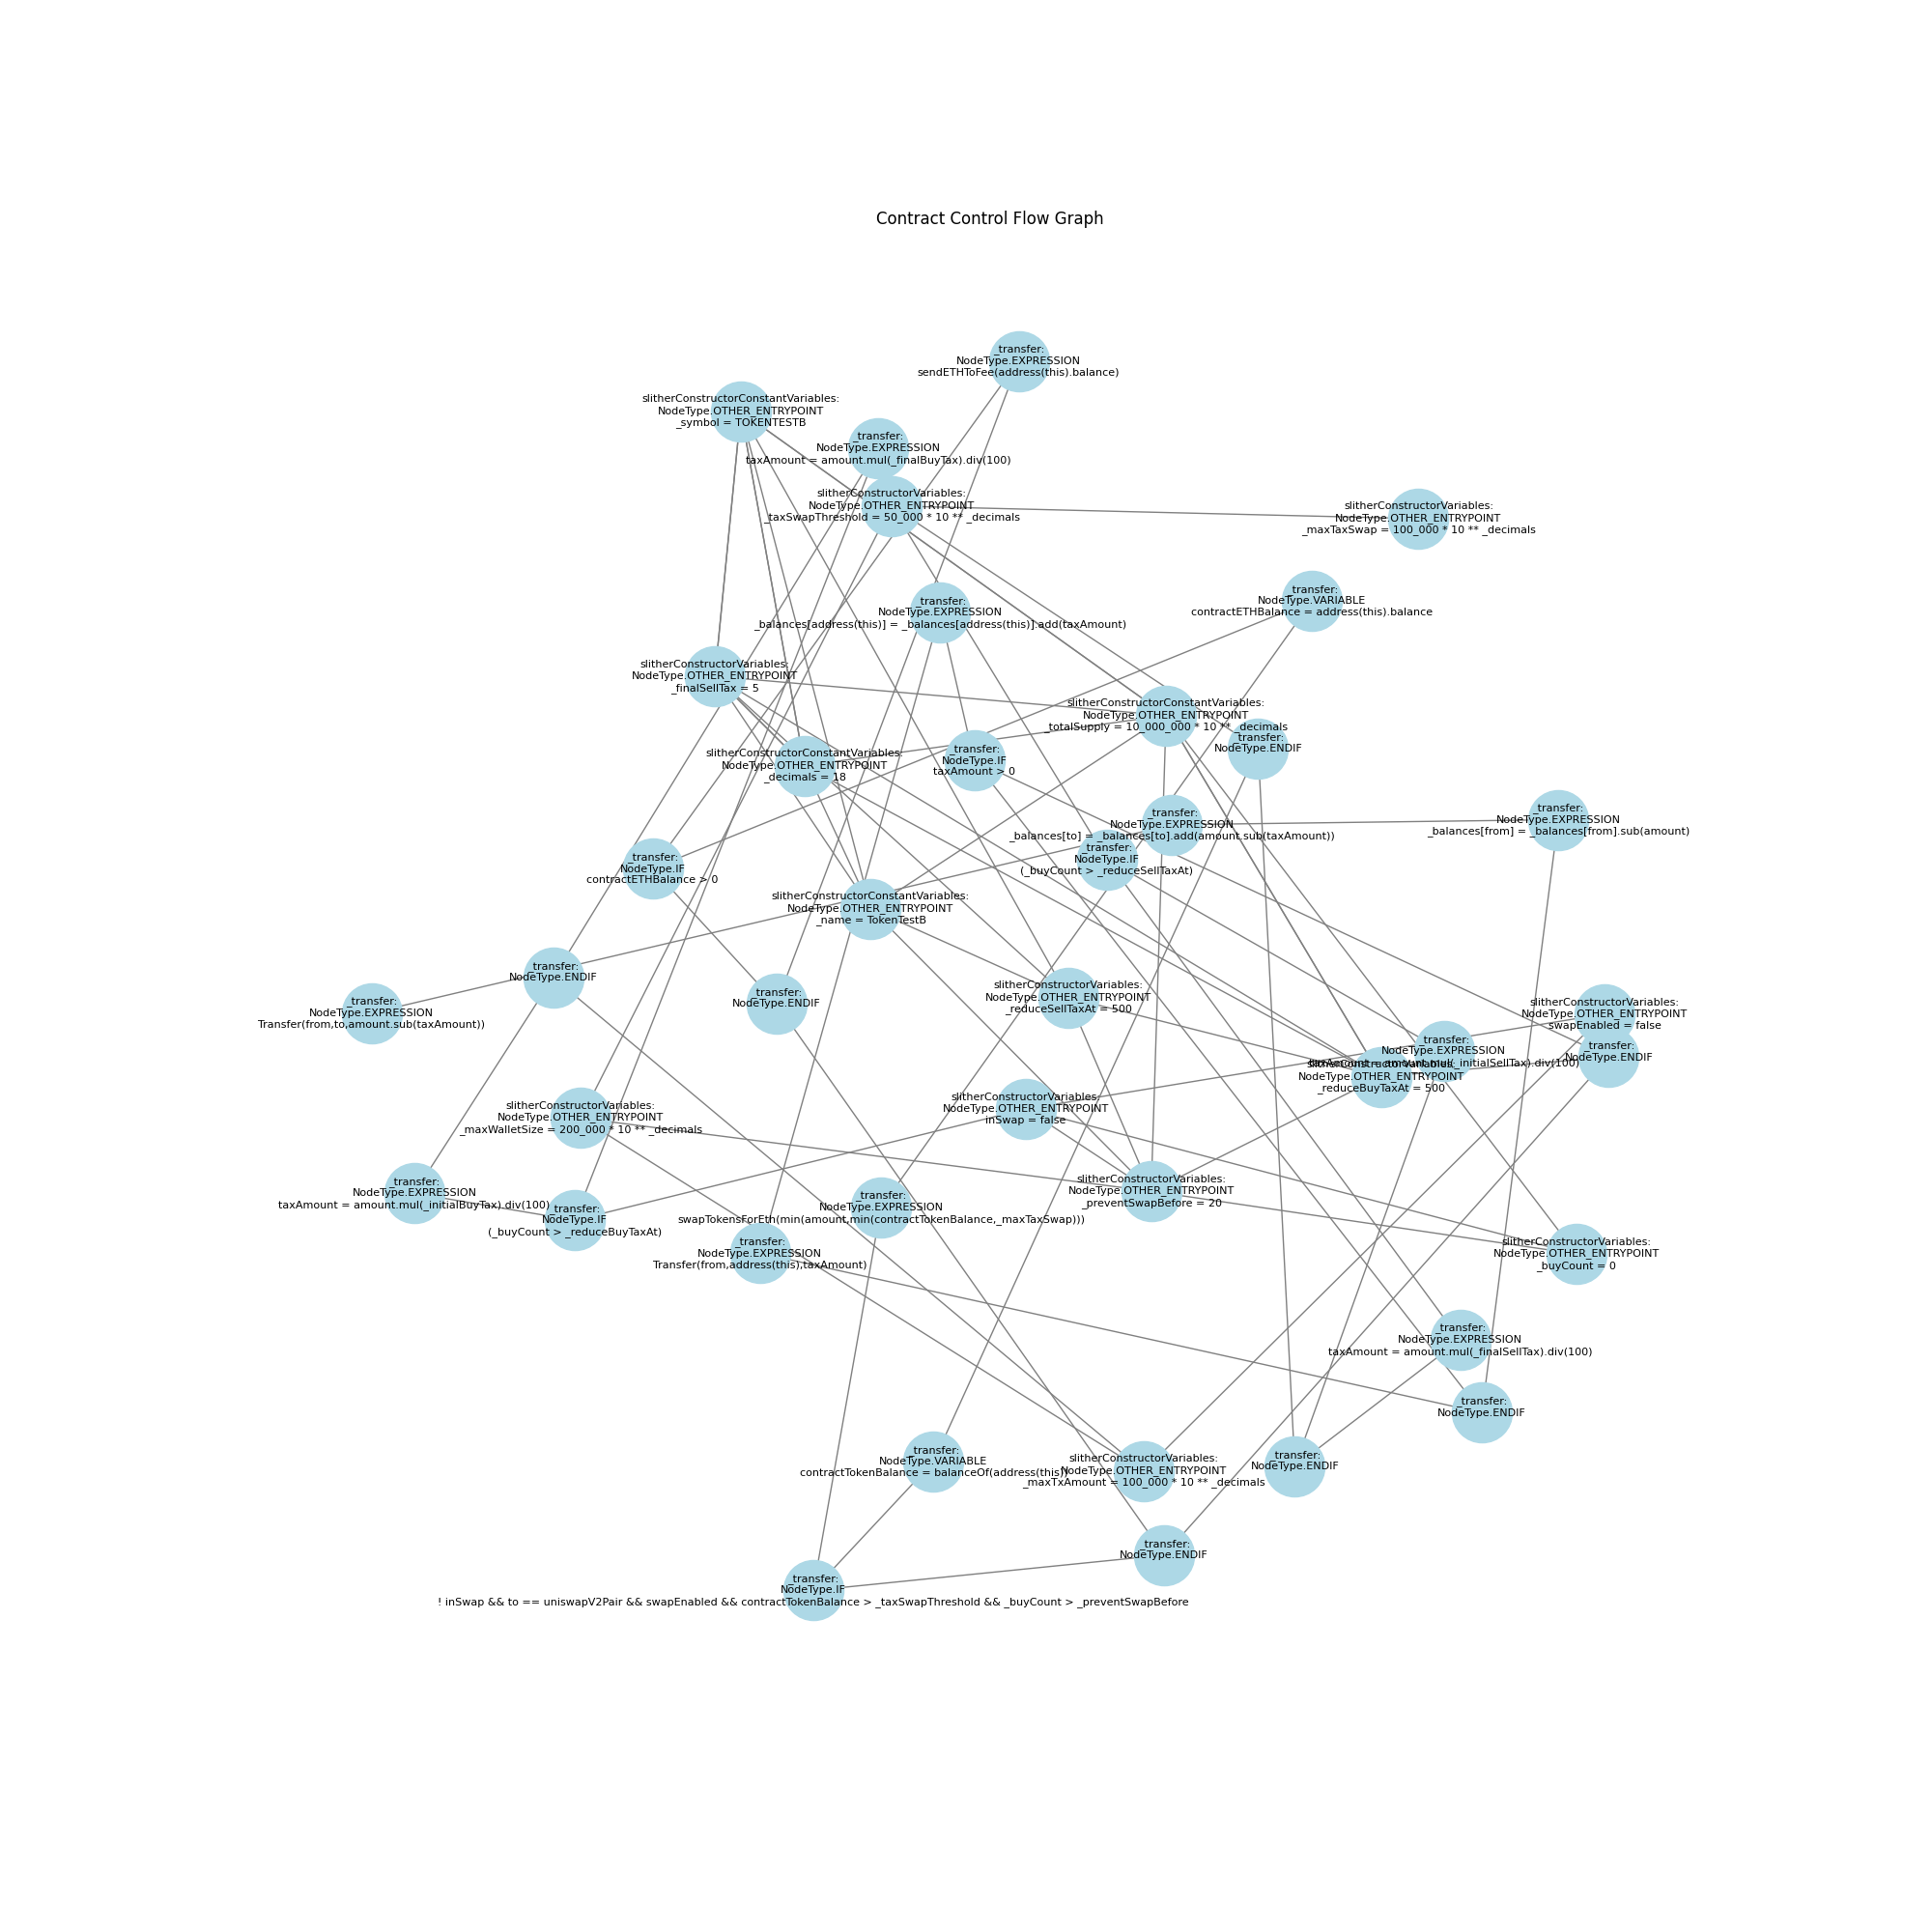 Contract Control Flow Graph
_transfer:
NodeType.EXPRESSION
sendETHToFee(address(this).balance)
slitherConstructorConstantVariables:
NodeType.OTHER_ENTRYPOINT
_symbol = TOKENTESTB
_transfer:
NodeType.EXPRESSION
taxAmount = amount.mul(_finalBuyTax).div(100)
slitherConstructorVariables:
NodeType.OTHER_ENTRYPOINT
_taxSwapThreshold = 50_000 * 10 ** _decimals
slitherConstructorVariables:
NodeType.OTHER_ENTRYPOINT
_maxTaxSwap = 100_000 * 10 ** _decimals
_transfer:
NodeType.VARIABLE
contractETHBalance = address(this).balance
_transfer:
NodeType.EXPRESSION
_balances[address(this)] = _balances[address(this)].add(taxAmount)
slitherConstructorVariables:
NodeType.OTHER_ENTRYPOINT
_finalSellTax = 5
slitherConstructorConstantVariables:
NodeType.OTHER_ENTRYPOINT
_totalSupply = 10_000_000 * 10 ** _decimals
_transfer:
NodeType.ENDIF
slitherConstructorConstantVariables:
NodeType.OTHER_ENTRYPOINT
_decimals = 18
_transfer:
NodeType.IF
taxAmount > 0
_transfer:
NodeType.EXPRESSION
_balances[to] = _balances[to].add(amount.sub(taxAmount))
_transfer:
NodeType.EXPRESSION
_balances[from] = _balances[from].sub(amount)
_transfer:
NodeType.IF
(_buyCount > _reduceSellTaxAt)
_transfer:
NodeType.IF
contractETHBalance > 0
slitherConstructorConstantVariables:
NodeType.OTHER_ENTRYPOINT
_name = TokenTestB
_transfer:
NodeType.ENDIF
_transfer:
NodeType.EXPRESSION
Transfer(from,to,amount.sub(taxAmount))
_transfer:
NodeType.ENDIF
slitherConstructorVariables:
NodeType.OTHER_ENTRYPOINT
_reduceSellTaxAt = 500
slitherConstructorVariables:
NodeType.OTHER_ENTRYPOINT
swapEnabled = false
_transfer:
NodeType.ENDIF
_transfer:
NodeType.EXPRESSION
taxAmount = amount.mul(_initialSellTax).div(100)
slitherConstructorVariables:
NodeType.OTHER_ENTRYPOINT
_reduceBuyTaxAt = 500
slitherConstructorVariables:
NodeType.OTHER_ENTRYPOINT
inSwap = false
slitherConstructorVariables:
NodeType.OTHER_ENTRYPOINT
_maxWalletSize = 200_000 * 10 ** _decimals
_transfer:
NodeType.EXPRESSION
taxAmount = amount.mul(_initialBuyTax).div(100)
_transfer:
NodeType.IF
(_buyCount > _reduceBuyTaxAt)
_transfer:
NodeType.EXPRESSION
swapTokensForEth(min(amount,min(contractTokenBalance,_maxTaxSwap)))
slitherConstructorVariables:
NodeType.OTHER_ENTRYPOINT
_preventSwapBefore = 20
_transfer:
NodeType.EXPRESSION
Transfer(from,address(this),taxAmount)
slitherConstructorVariables:
NodeType.OTHER_ENTRYPOINT
_buyCount = 0
_transfer:
NodeType.EXPRESSION
taxAmount = amount.mul(_finalSellTax).div(100)
_transfer:
NodeType.ENDIF
_transfer:
NodeType.VARIABLE
contractTokenBalance = balanceOf(address(this))
slitherConstructorVariables:
NodeType.OTHER_ENTRYPOINT
_maxTxAmount = 100_000 * 10 ** _decimals
_transfer:
NodeType.ENDIF
_transfer:
NodeType.ENDIF
_transfer:
NodeType.IF
! inSwap && to == uniswapV2Pair && swapEnabled && contractTokenBalance > _taxSwapThreshold && _buyCount > _preventSwapBefore